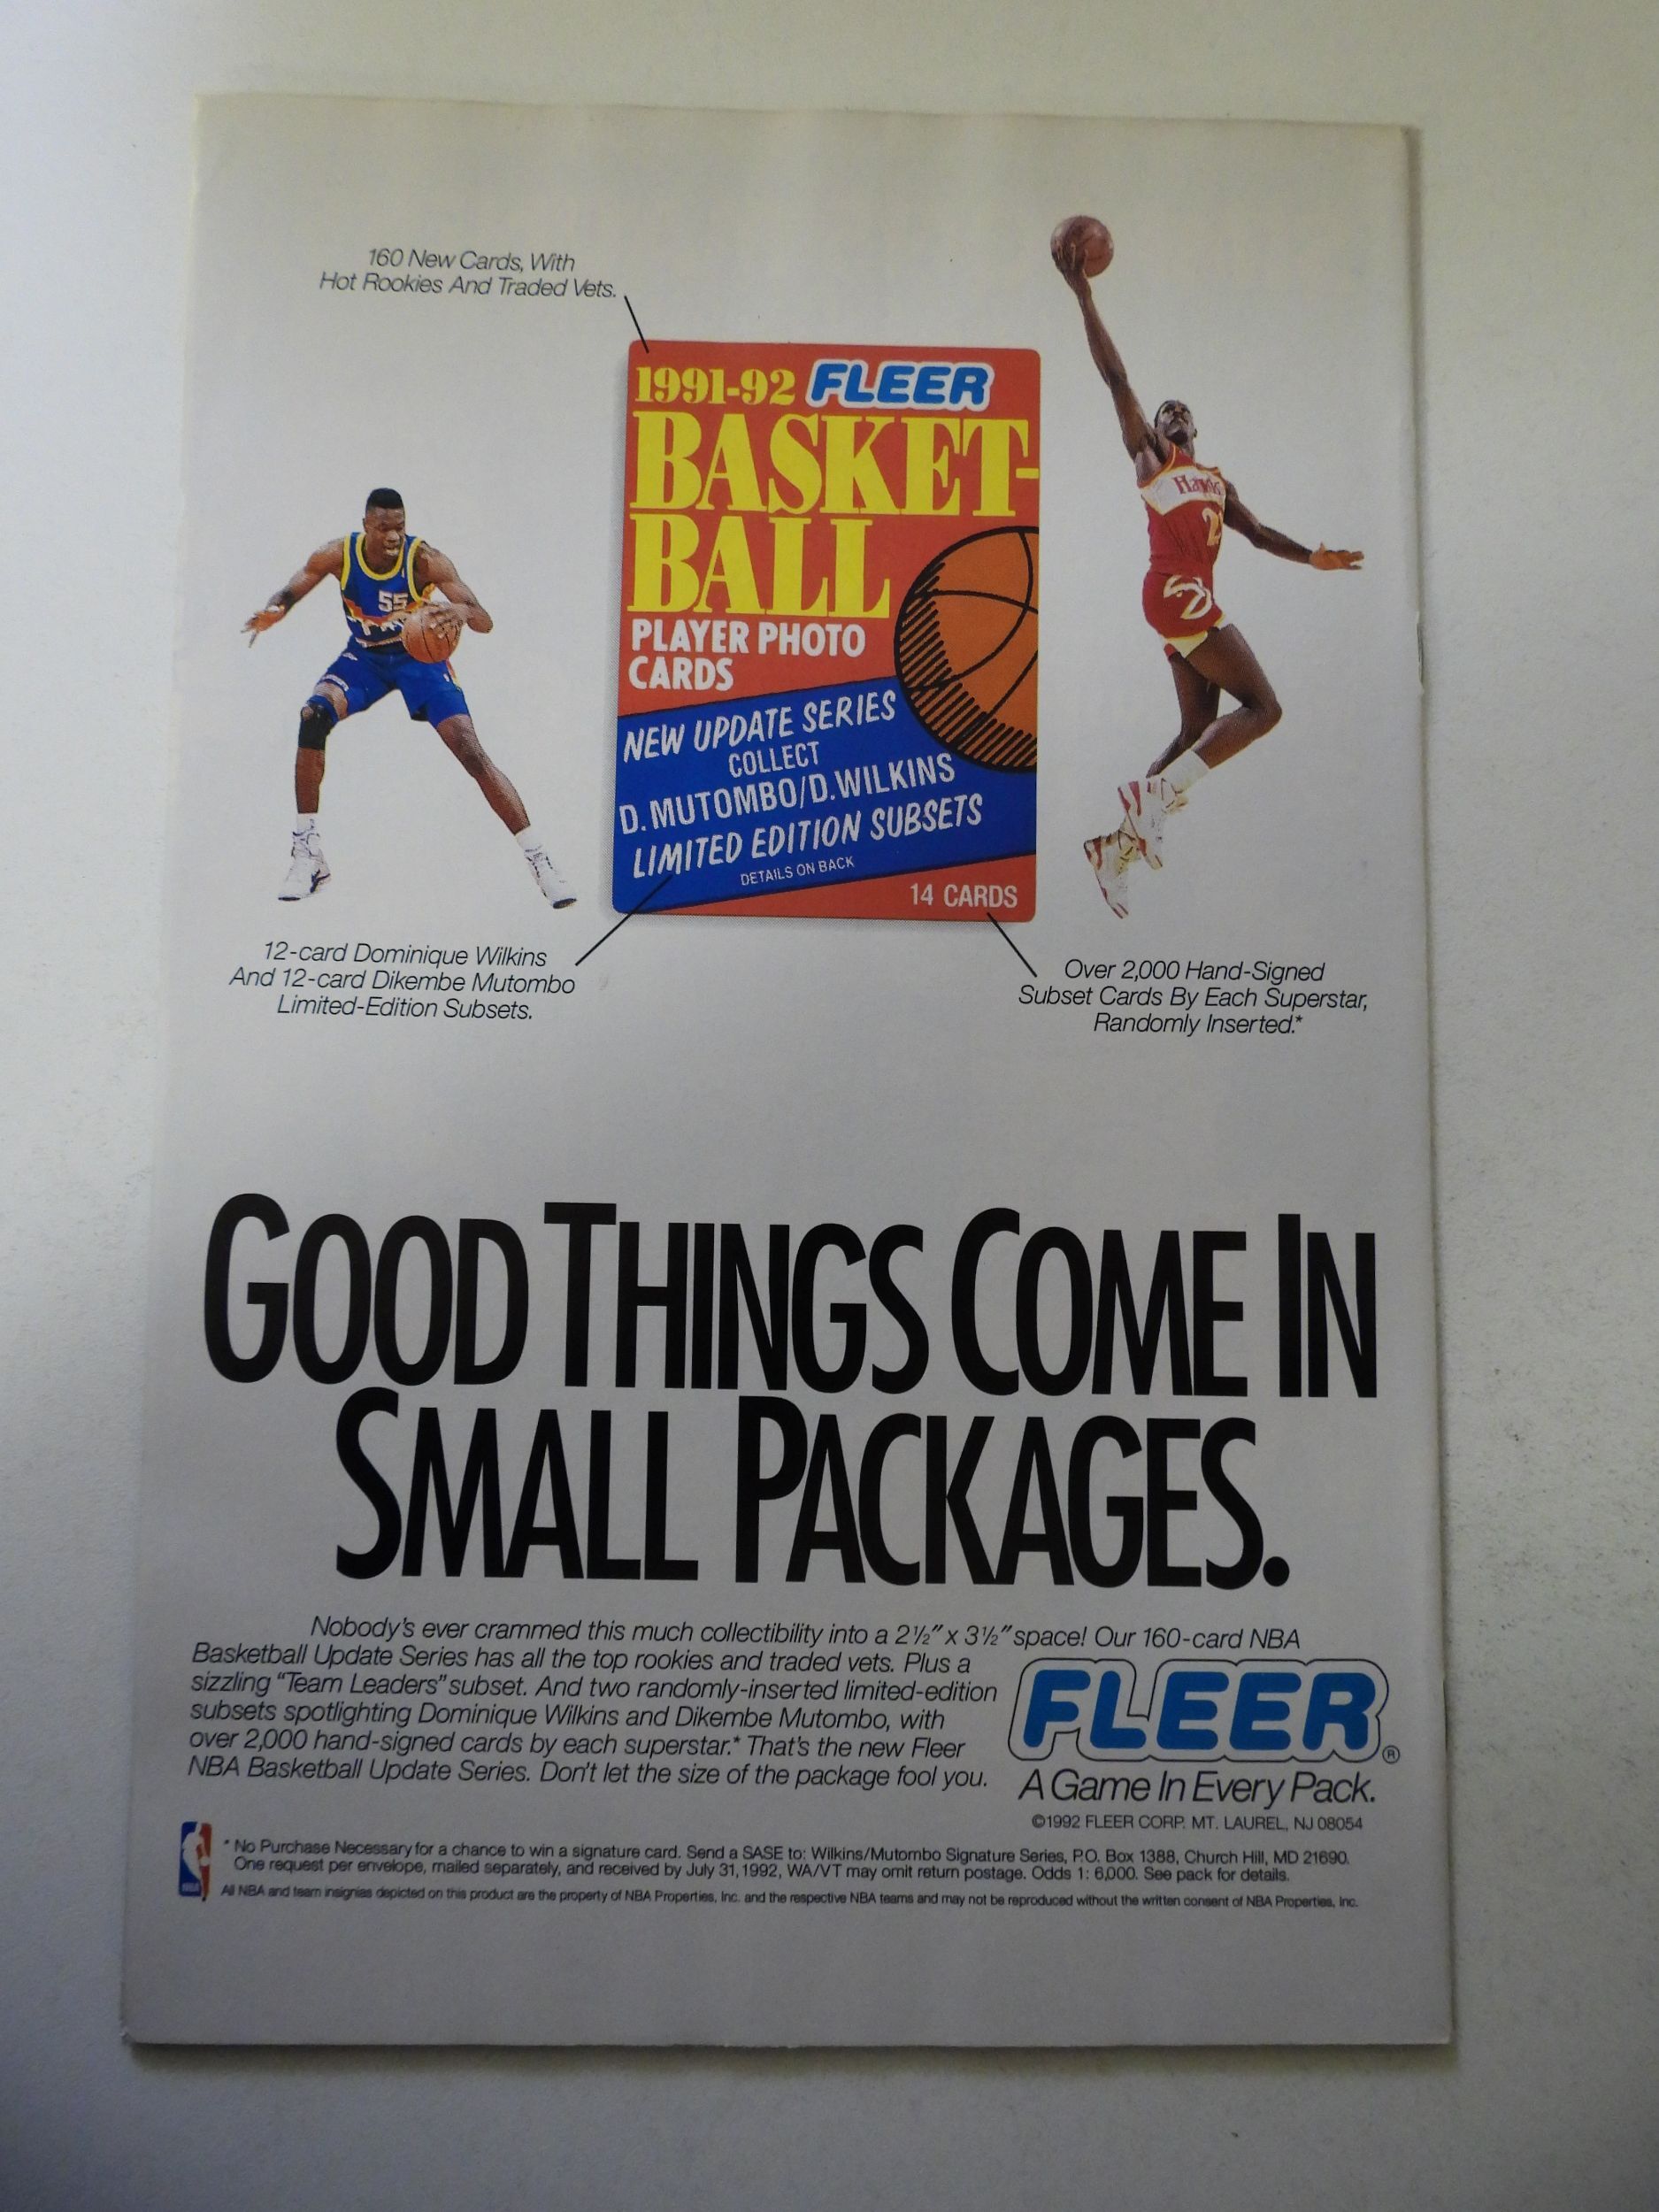 160 New Cards, With
Hot Rookies And Traded Vets.
1991-92 FLEER
BASKET-
BALL
PLAYER PHOTO
CARDS
NEW UPDATE SERIES
COLLECT
D. MUTOMBO/D. WILKINS
LIMITED EDITION SUBSETS
DETAILS ON BACK
14 CARDS
55
Hawks
21
12-card Dominique Wilkins
And 12-card Dikembe Mutombo
Limited-Edition Subsets.
Over 2,000 Hand-Signed
Subset Cards By Each Superstar,
Randomly Inserted.*
GOOD THINGS COME IN
SMALL PACKAGES.
Nobody's ever crammed this much collectibility into a 2½" x 3½" space! Our 160-card NBA
Basketball Update Series has all the top rookies and traded vets. Plus a
sizzling "Team Leaders" subset. And two randomly-inserted limited-edition
subsets spotlighting Dominique Wilkins and Dikembe Mutombo, with
over 2,000 hand-signed cards by each superstar.* That's the new Fleer
NBA Basketball Update Series. Don't let the size of the package fool you.
FLEER®
A Game In Every Pack.
©1992 FLEER CORP. MT. LAUREL, NJ 08054
* No Purchase Necessary for a chance to win a signature card. Send a SASE to: Wilkins/Mutombo Signature Series, P.O. Box 1388, Church Hill, MD 21690.
One request per envelope, mailed separately, and received by July 31, 1992, WA/VT may omit return postage. Odds 1: 6,000. See pack for details.
All NBA and team insignias depicted on this product are the property of NBA Properties, Inc. and the respective NBA teams and may not be reproduced without the written consent of NBA Properties, Inc.